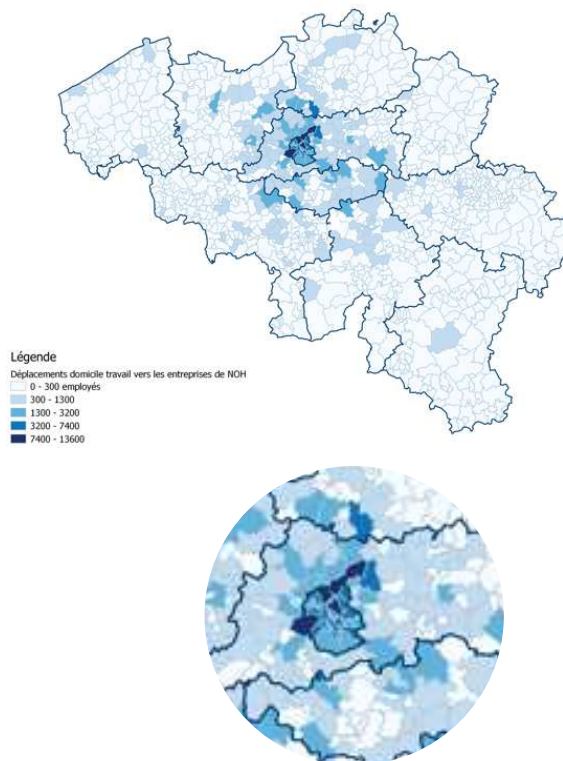 Légende
Déplacements domicile travail vers les entreprises de NOH
0 - 300 employés
300 - 1300
1300 - 3200
3200 - 7400
7400 - 13600